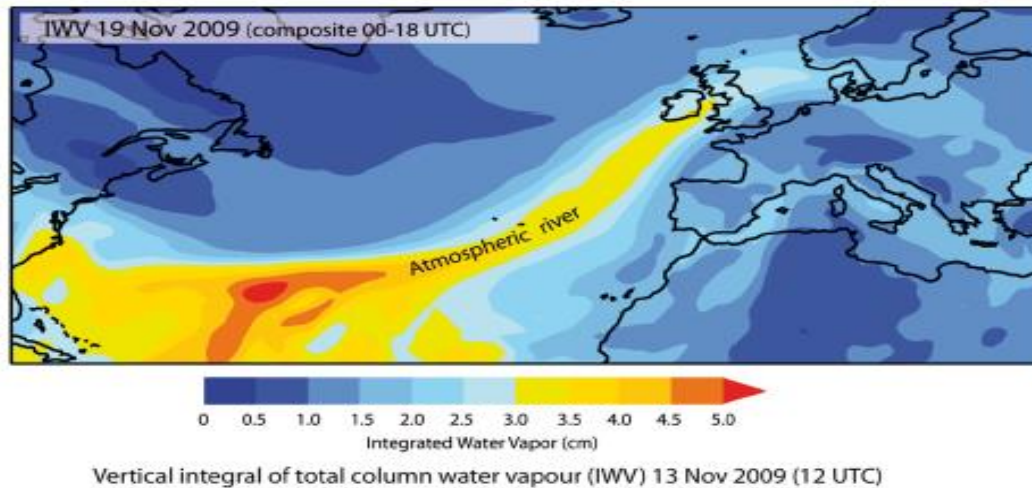 IWV 19 Nov 2009 (composite 00-18 UTC)
Atmospheric river
0 0.5 1.0 1.5 2.0 2.5 3.0 3.5 4.0 4.5 5.0
Integrated Water Vapor (cm)
Vertical integral of total column water vapour (IWV) 13 Nov 2009 (12 UTC)